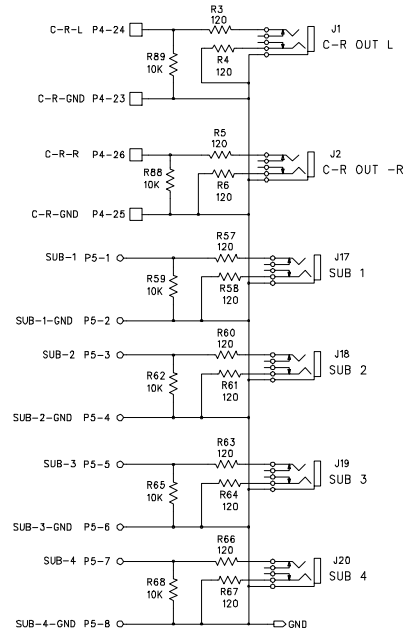 R3
120
C-R-L P4-24
J1
C-R OUT L
R89
10K
R4
120
C-R-GND P4-23
R5
120
C-R-R P4-26
J2
C-R OUT -R
R88
10K
R6
120
C-R-GND P4-25
R57
120
SUB-1 P5-1
J17
SUB 1
R59
10K
R58
120
SUB-1-GND P5-2
R60
120
SUB-2 P5-3
J18
SUB 2
R62
10K
R61
120
SUB-2-GND P5-4
R63
120
SUB-3 P5-5
J19
SUB 3
R65
10K
R64
120
SUB-3-GND P5-6
R66
120
SUB-4 P5-7
J20
SUB 4
R68
10K
R67
120
SUB-4-GND P5-8
GND